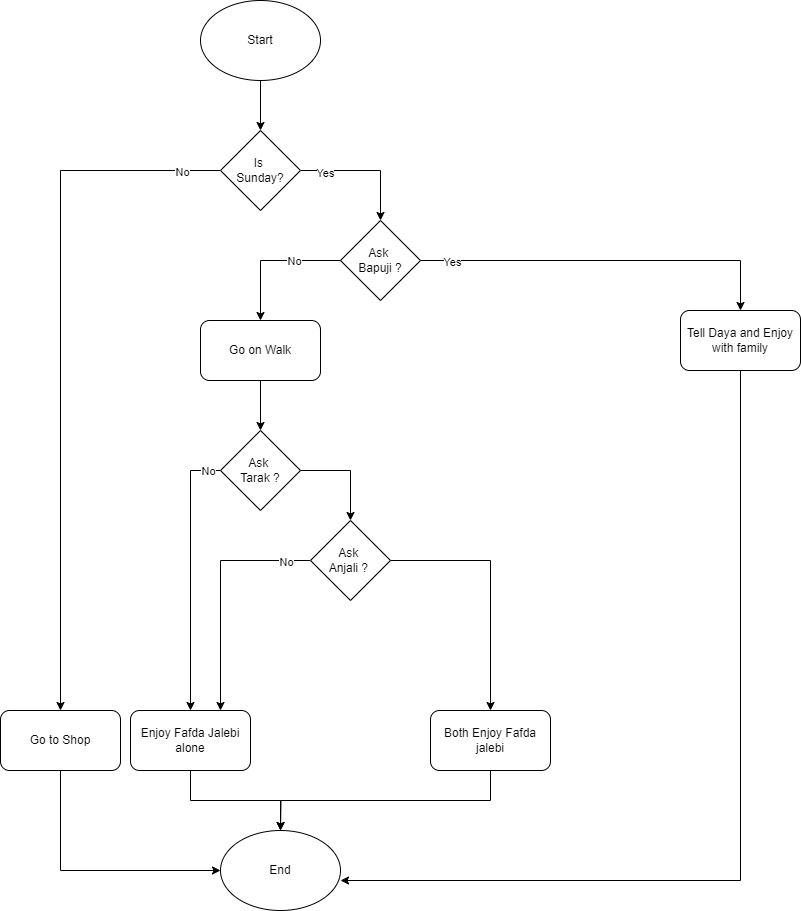 Start
Is
Sunday?
No
Yes
Ask
Bapuji ?
No
Yes
Go on Walk
Tell Daya and Enjoy
with family
Ask
Tarak ?
No
Ask
Anjali ?
No
Go to Shop
Enjoy Fafda Jalebi
alone
Both Enjoy Fafda
jalebi
End